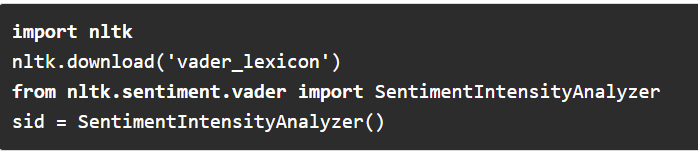 import nltk
nltk.download('vader_lexicon')
from nltk.sentiment.vader import SentimentIntensityAnalyzer
sid = SentimentIntensityAnalyzer()